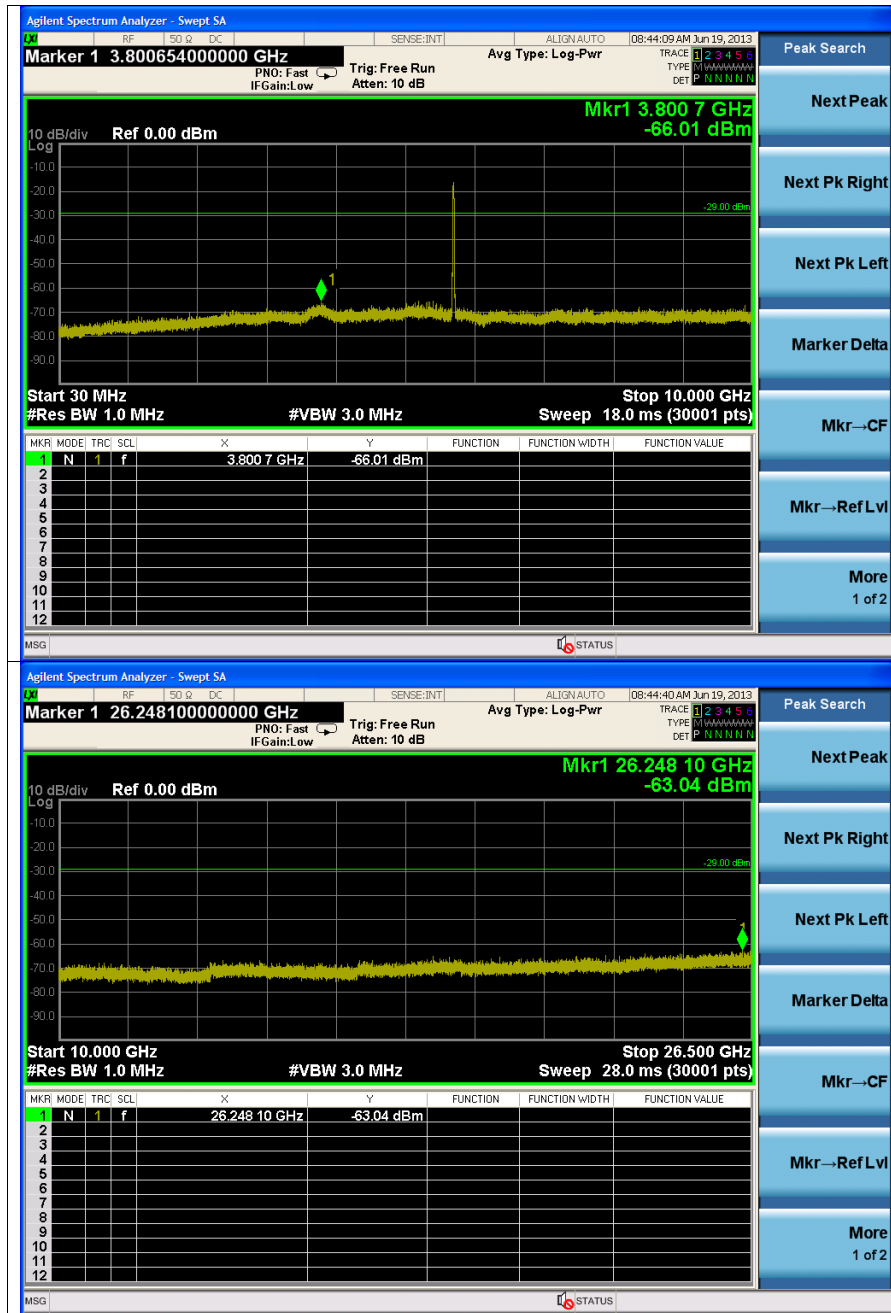 Agilent Spectrum Analyzer - Swept SA
LXI RF 50 Ω DC SENSE:INT ALIGN AUTO 08:44:09 AM Jun 19, 2013
Marker 1 3.800654000000 GHz
PNO: Fast
IFGain:Low
Trig: Free Run
Atten: 10 dB
Avg Type: Log-Pwr
TRACE 1 2 3 4 5 6
TYPE M WWWWW
DET P N N N N N
Peak Search
Next Peak
Next Pk Right
Next Pk Left
Marker Delta
Mkr→CF
Mkr→Ref Lvl
More
1 of 2
Mkr1 3.800 7 GHz
-66.01 dBm
10 dB/div Ref 0.00 dBm
Log
-10.0
-20.0
-29.00 dBm
-30.0
-40.0
-50.0
1
-60.0
-70.0
-80.0
-90.0
Start 30 MHz Stop 10.000 GHz
#Res BW 1.0 MHz #VBW 3.0 MHz Sweep 18.0 ms (30001 pts)
MKR MODE TRC SCL X Y FUNCTION FUNCTION WIDTH FUNCTION VALUE
1 N 1 f 3.800 7 GHz -66.01 dBm
2
3
4
5
6
7
8
9
10
11
12
MSG STATUS
Agilent Spectrum Analyzer - Swept SA
LXI RF 50 Ω DC SENSE:INT ALIGN AUTO 08:44:40 AM Jun 19, 2013
Marker 1 26.248100000000 GHz
PNO: Fast
IFGain:Low
Trig: Free Run
Atten: 10 dB
Avg Type: Log-Pwr
TRACE 1 2 3 4 5 6
TYPE M WWWWW
DET P N N N N N
Peak Search
Next Peak
Next Pk Right
Next Pk Left
Marker Delta
Mkr→CF
Mkr→Ref Lvl
More
1 of 2
Mkr1 26.248 10 GHz
-63.04 dBm
10 dB/div Ref 0.00 dBm
Log
-10.0
-20.0
-29.00 dBm
-30.0
-40.0
-50.0
1
-60.0
-70.0
-80.0
-90.0
Start 10.000 GHz Stop 26.500 GHz
#Res BW 1.0 MHz #VBW 3.0 MHz Sweep 28.0 ms (30001 pts)
MKR MODE TRC SCL X Y FUNCTION FUNCTION WIDTH FUNCTION VALUE
1 N 1 f 26.248 10 GHz -63.04 dBm
2
3
4
5
6
7
8
9
10
11
12
MSG STATUS